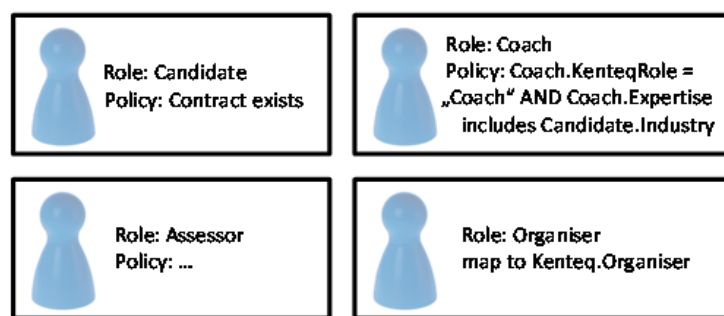 Role: Candidate
Policy: Contract exists
Role: Coach
Policy: Coach.KenteqRole =
„Coach“ AND Coach.Expertise
includes Candidate.Industry
Role: Assessor
Policy: ...
Role: Organiser
map to Kenteq.Organiser